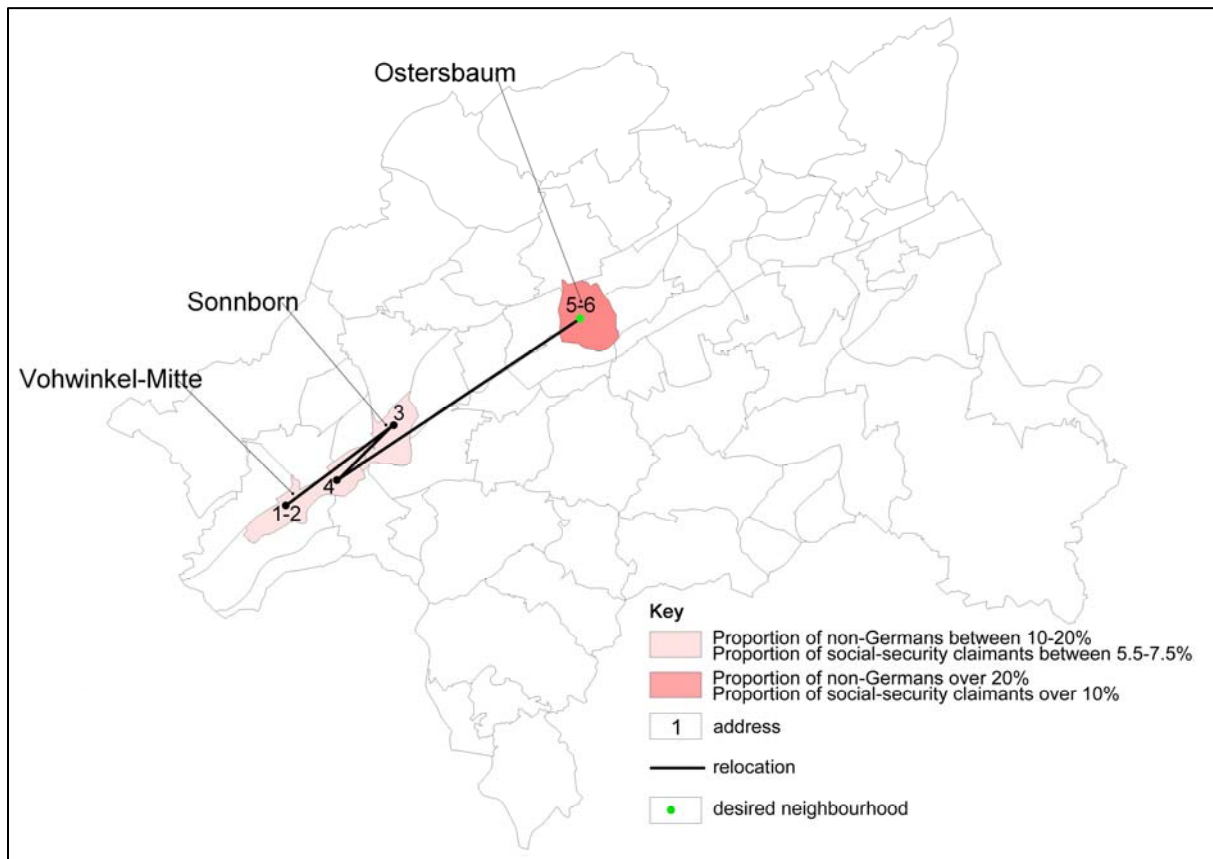 Ostersbaum
5-6
Sonnborn
Vohwinkel-Mitte
3
4
1-2
Key
Proportion of non-Germans between 10-20%
Proportion of social-security claimants between 5.5-7.5%
Proportion of non-Germans over 20%
Proportion of social-security claimants over 10%
1 address
relocation
desired neighbourhood